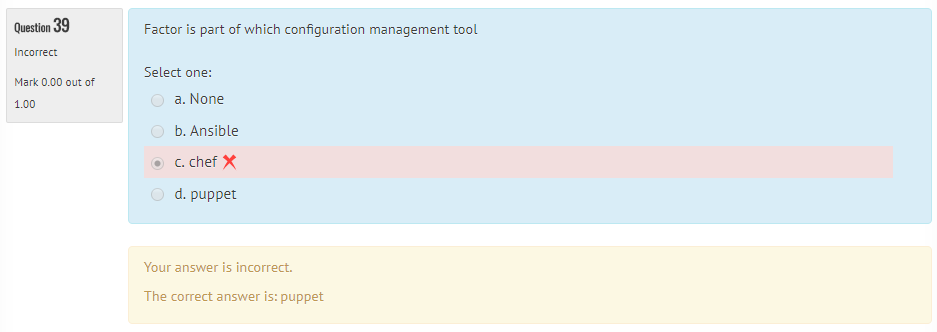 Question 39
Incorrect
Mark 0.00 out of
1.00
Factor is part of which configuration management tool
Select one:
a. None
b. Ansible
c. chef
d. puppet
Your answer is incorrect.
The correct answer is: puppet